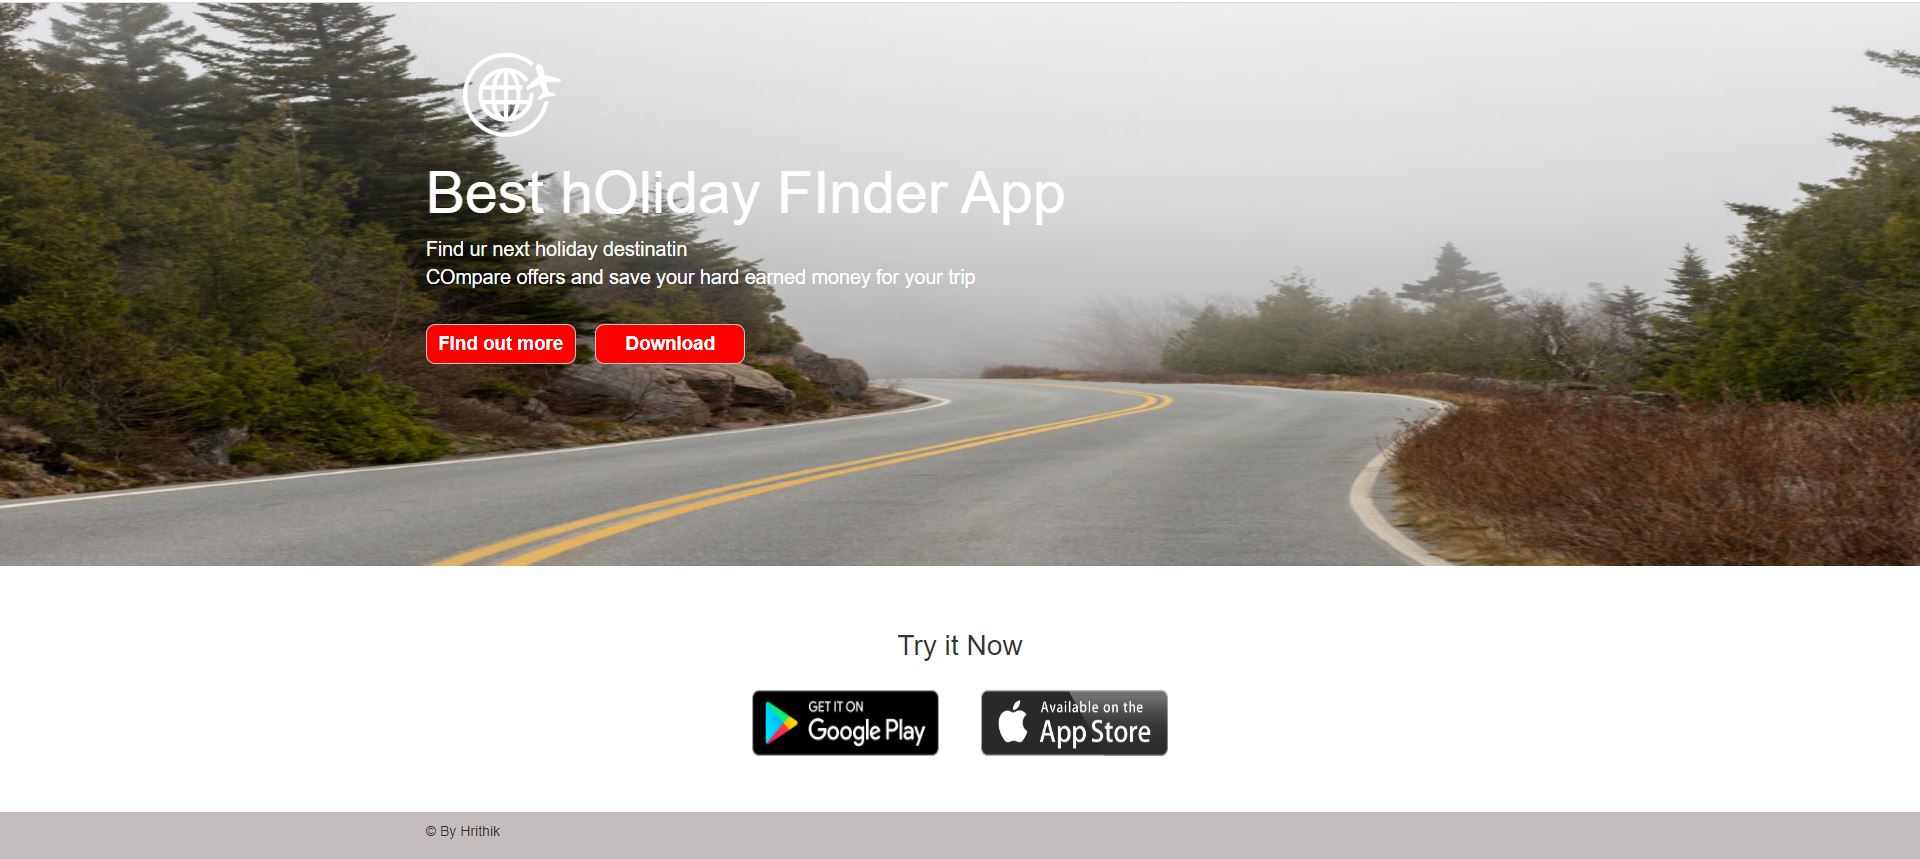 Best hOliday FInder App
Find ur next holiday destinatin
COmpare offers and save your hard earned money for your trip
FInd out more
Download
Try it Now
GET IT ON
Google Play
Available on the
App Store
© By Hrithik